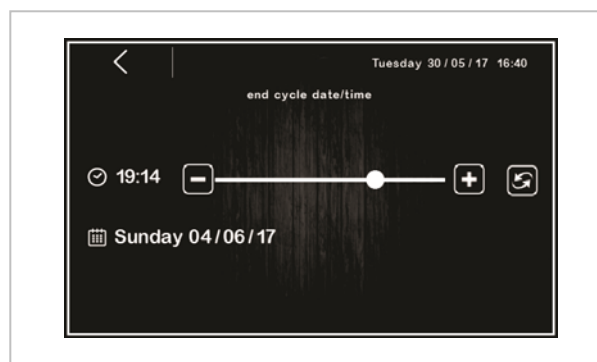 Tuesday 30 / 05 / 17 16:40
end cycle date/time
19:14
Sunday 04 / 06 / 17